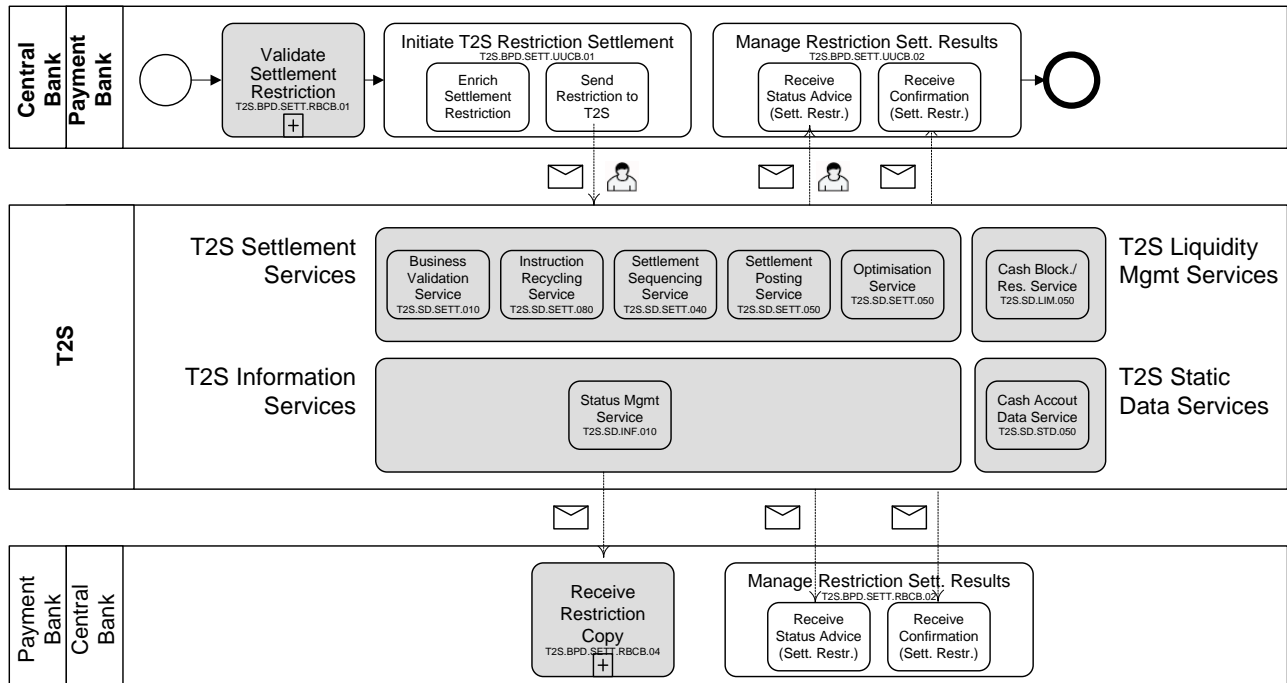 Central
Bank
Payment
Bank
Validate
Settlement
Restriction
T2S.BPD.SETT.RBCB.01
Initiate T2S Restriction Settlement
T2S.BPD.SETT.UUCB.01
Enrich
Settlement
Restriction
Send
Restriction to
T2S
Manage Restriction Sett. Results
T2S.BPD.SETT.UUCB.02
Receive
Status Advice
(Sett. Restr.)
Receive
Confirmation
(Sett. Restr.)
T2S
T2S Settlement
Services
Business
Validation
Service
T2S.SD.SETT.010
Instruction
Recycling
Service
T2S.SD.SETT.080
Settlement
Sequencing
Service
T2S.SD.SETT.040
Settlement
Posting
Service
T2S.SD.SETT.050
Optimisation
Service
T2S.SD.SETT.050
Cash Block./
Res. Service
T2S.SD.LIM.050
T2S Liquidity
Mgmt Services
T2S Information
Services
Status Mgmt
Service
T2S.SD.INF.010
Cash Accout
Data Service
T2S.SD.STD.050
T2S Static
Data Services
Payment
Bank
Central
Bank
Receive
Restriction
Copy
T2S.BPD.SETT.RBCB.04
Manage Restriction Sett. Results
T2S.BPD.SETT.RBCB.02
Receive
Status Advice
(Sett. Restr.)
Receive
Confirmation
(Sett. Restr.)